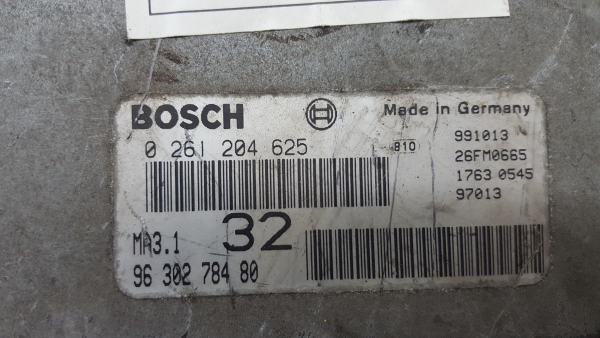 BOSCH
Made in Germany
0 261 204 625
810
991013
26FM0665
1763 0545
97013
MA3.1
32
96 302 784 80